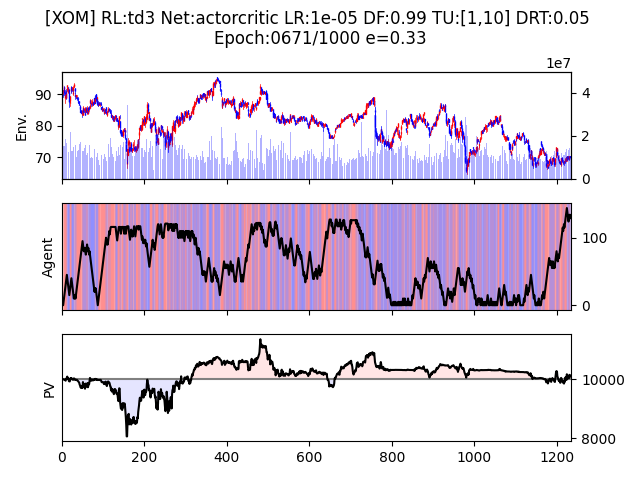 [XOM] RL:td3 Net:actorcritic LR:1e-05 DF:0.99 TU:[1,10] DRT:0.05
Epoch:0671/1000 e=0.33
1e7
Env.
90
80
70
4
2
0
Agent
100
0
PV
10000
8000
0
200
400
600
800
1000
1200